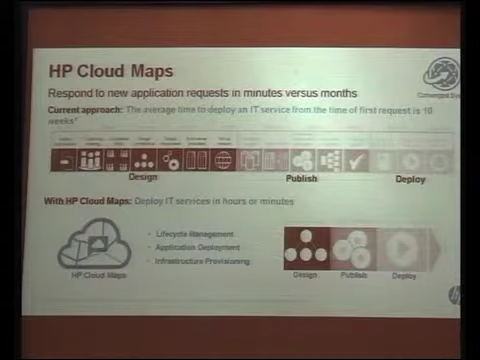 HP Cloud Maps
Respond to new application requests in minutes versus months
Current approach: The average time to deploy an IT service from the time of first request is 10
weeks
Design
Publish
Deploy
With HP Cloud Maps: Deploy IT services in hours or minutes
• Lifecycle Management
• Application Deployment
• Infrastructure Provisioning
HP Cloud Maps
Design
Publish
Deploy
hp